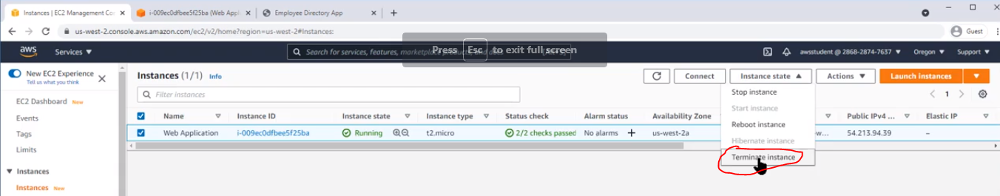 Instances | EC2 Management Con
i-009ec0dfbee5f25ba (Web Appli
Employee Directory App
us-west-2.console.aws.amazon.com/ec2/v2/home?region=us-west-2#Instances:
Guest
Press Esc to exit full screen
aws
Services
Search for services, features, marketplace products, and docs
awsstudent @ 2868-2874-7637
Oregon
Support
New EC2 Experience
Tell us what you think
EC2 Dashboard New
Events
Tags
Limits
Instances
Instances New
Instances (1/1) Info
Connect
Instance state
Actions
Launch instances
Filter instances
1
Stop instance
Start instance
Reboot instance
Hibernate instance
Terminate instance
Name Instance ID Instance state Instance type Status check Alarm status Availability Zone Public IPv4 ... Elastic IP
Web Application i-009ec0dfbee5f25ba Running t2.micro 2/2 checks passed No alarms + us-west-2a 54.213.94.39 –